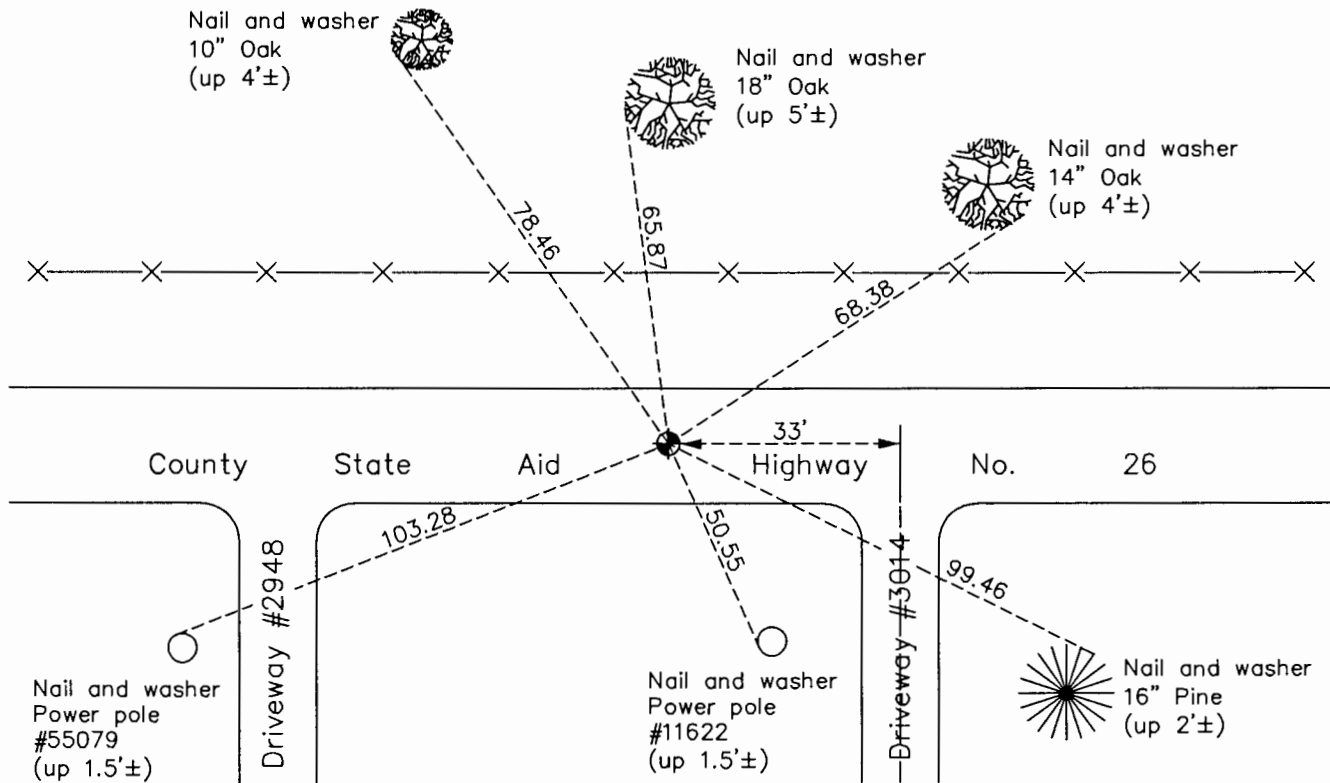 Nail and washer
10" Oak
(up 4'±)
Nail and washer
18" Oak
(up 5'±)
Nail and washer
14" Oak
(up 4'±)
78.46
65.87
68.38
33'
County State Aid Highway No. 26
103.28
50.55
99.46
Driveway #2948
Driveway #3014
Nail and washer
Power pole
#55079
(up 1.5'±)
Nail and washer
Power pole
#11622
(up 1.5'±)
Nail and washer
16" Pine
(up 2'±)